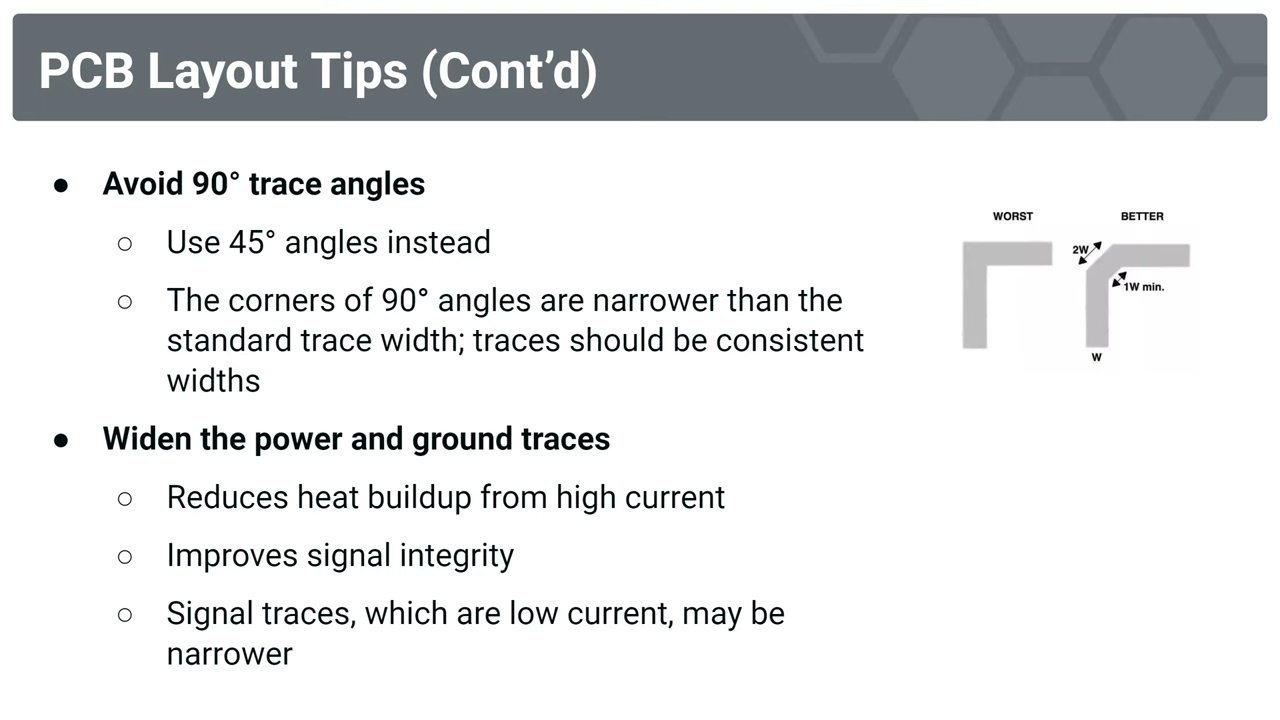 PCB Layout Tips (Cont’d)
● Avoid 90° trace angles
○ Use 45° angles instead
○ The corners of 90° angles are narrower than the
standard trace width; traces should be consistent
widths
● Widen the power and ground traces
○ Reduces heat buildup from high current
○ Improves signal integrity
○ Signal traces, which are low current, may be
narrower
WORST
BETTER
2W
1W min.
W